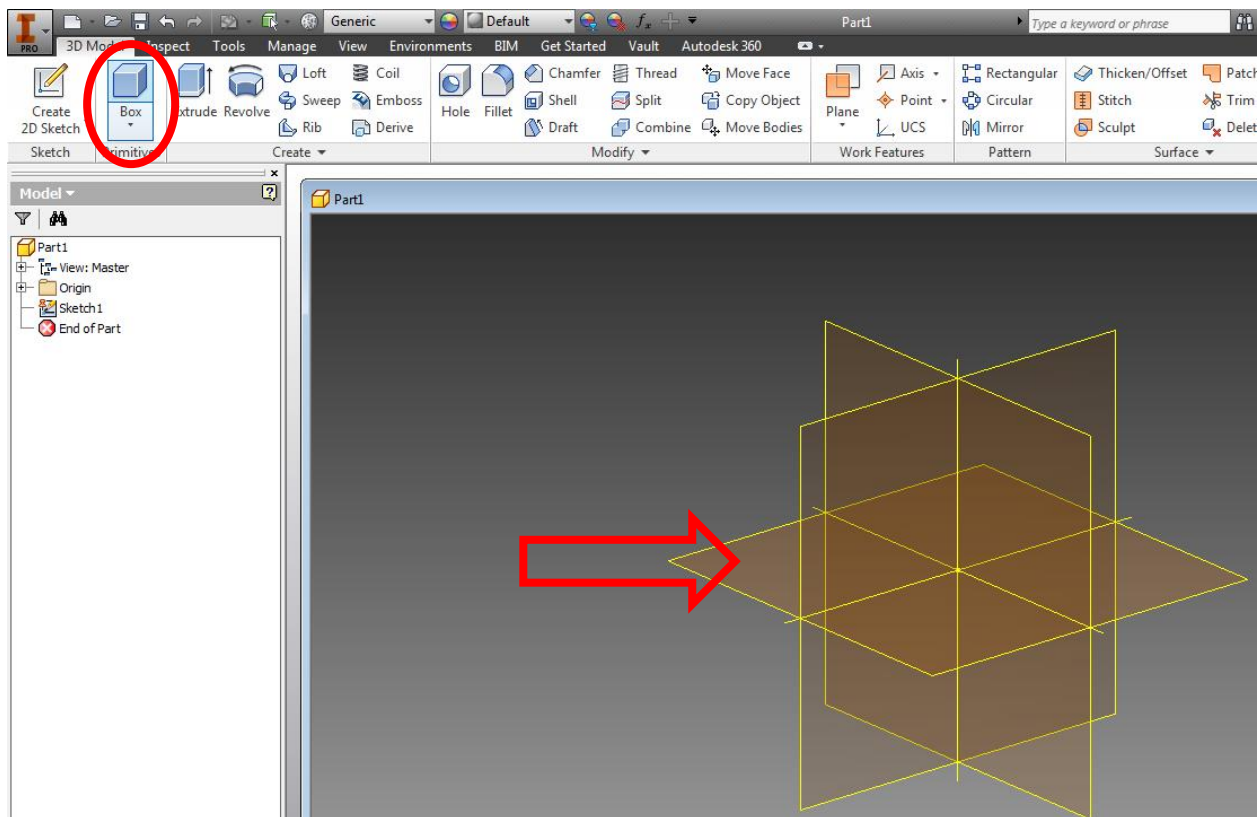 Generic Default fx Part1 Type a keyword or phrase
PRO 3D Inspect Tools Manage View Environments BIM Get Started Vault Autodesk 360
Loft Coil Chamfer Thread Move Face Axis Rectangular Thicken/Offset Patch
Create 2D Sketch Box Extrude Revolve Sweep Emboss Hole Fillet Shell Split Copy Object Plane Point Circular Stitch Trim
Rib Derive Draft Combine Move Bodies UCS Mirror Sculpt Delet
Sketch Primitive Create Modify Work Features Pattern Surface
Model
Part1
Part1
View: Master
Origin
Sketch1
End of Part